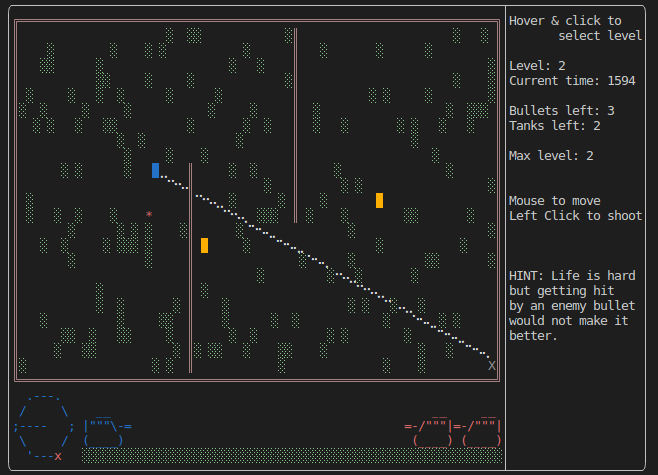 Hover & click to
select level
Level: 2
Current time: 1594
Bullets left: 3
Tanks left: 2
Max level: 2
Mouse to move
Left Click to shoot
HINT: Life is hard
but getting hit
by an enemy bullet
would not make it
better.